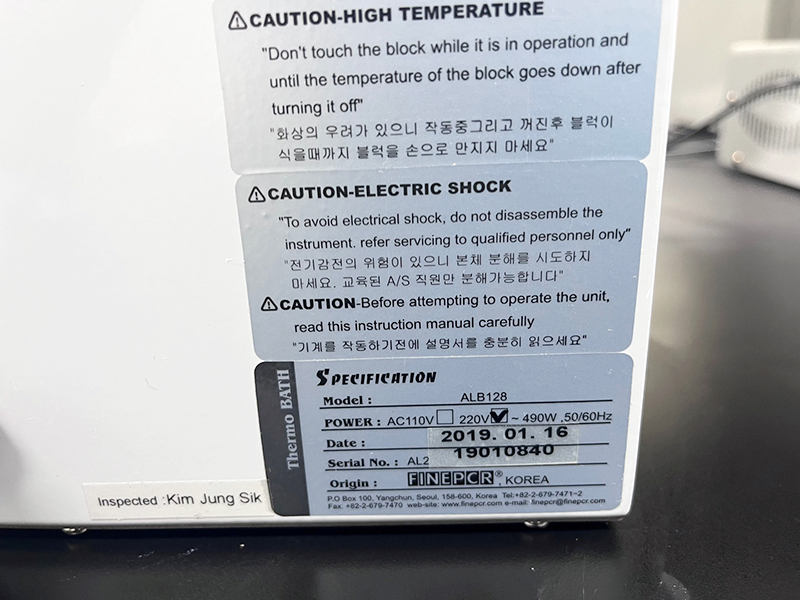 CAUTION-HIGH TEMPERATURE
"Don't touch the block while it is in operation and
until the temperature of the block goes down after
turning it off"
"화상의 우려가 있으니 작동중그리고 꺼진후 블럭이
식을때까지 블럭을 손으로 만지지 마세요"
CAUTION-ELECTRIC SHOCK
"To avoid electrical shock, do not disassemble the
instrument. refer servicing to qualified personnel only"
"전기감전의 위험이 있으니 본체 분해를 시도하지
마세요. 교육된 A/S 직원만 분해가능합니다"
CAUTION-Before attempting to operate the unit,
read this instruction manual carefully
"기계를 작동하기전에 설명서를 충분히 읽으세요"
Thermo BATH
SPECIFICATION
Model : ALB128
POWER : AC110V 220V ~ 490W ,50/60Hz
Date : 2019. 01. 16
Serial No. : AL2 19010840
Origin : FINEPCR® , KOREA
P.O Box 100, Yangchun, Seoul, 158-600, Korea Tel:+82-2-679-7471~2
Fax. +82-2-679-7470 web-site: www.finepcr.com e-mail: finepcr@finepcr.com
Inspected :Kim Jung Sik